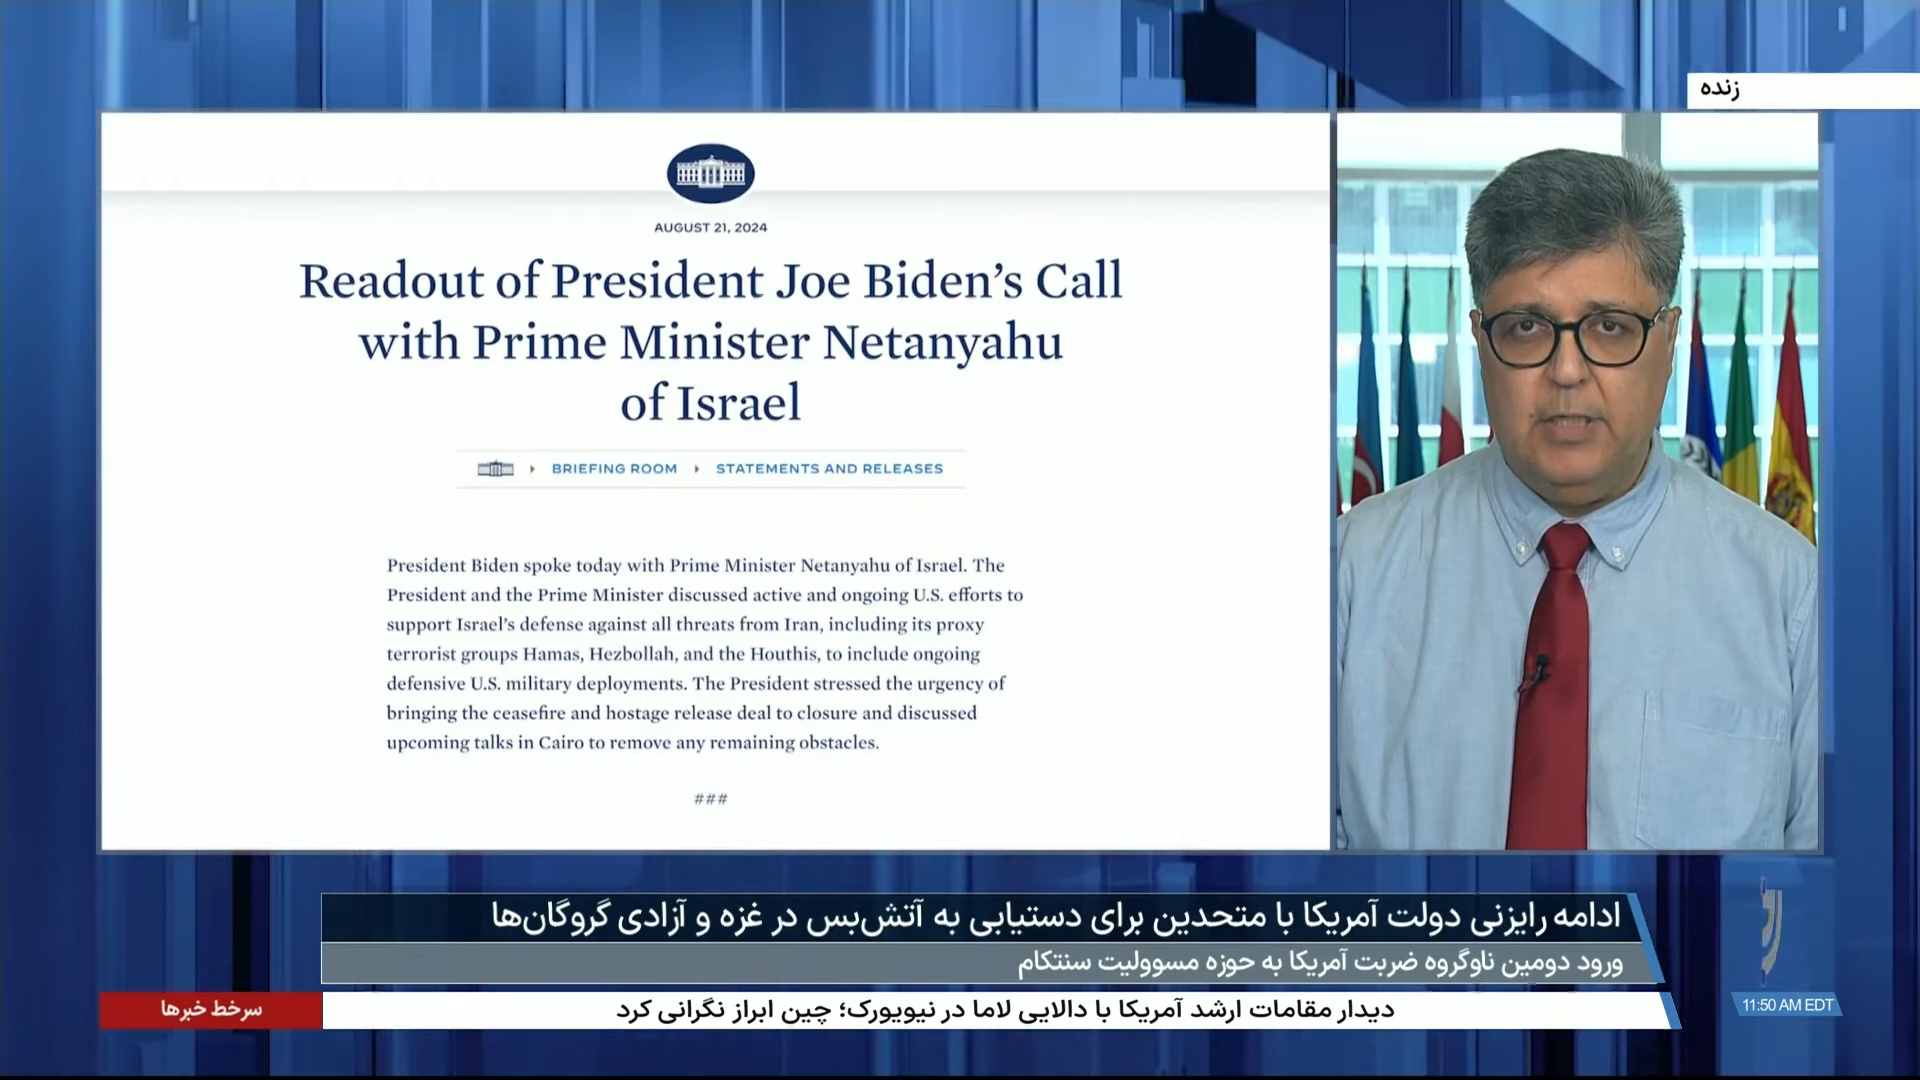 زنده
AUGUST 21, 2024
Readout of President Joe Biden’s Call
with Prime Minister Netanyahu
of Israel
BRIEFING ROOM
STATEMENTS AND RELEASES
President Biden spoke today with Prime Minister Netanyahu of Israel. The
President and the Prime Minister discussed active and ongoing U.S. efforts to
support Israel’s defense against all threats from Iran, including its proxy
terrorist groups Hamas, Hezbollah, and the Houthis, to include ongoing
defensive U.S. military deployments. The President stressed the urgency of
bringing the ceasefire and hostage release deal to closure and discussed
upcoming talks in Cairo to remove any remaining obstacles.
###
ادامه رایزنی دولت آمریکا با متحدین برای دستیابی به آتش‌بس در غزه و آزادی گروگان‌ها
ورود دومین ناوگروه ضربت آمریکا به حوزه مسوولیت سنتکام
سرخط خبرها
دیدار مقامات ارشد آمریکا با دالایی لاما در نیویورک؛ چین ابراز نگرانی کرد
11:50 AM EDT